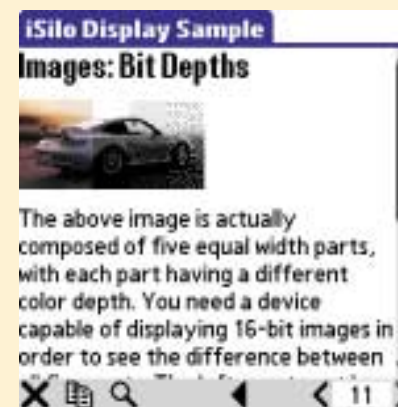 iSilo Display Sample
Images: Bit Depths
The above image is actually
composed of five equal width parts,
with each part having a different
color depth. You need a device
capable of displaying 16-bit images in
order to see the difference between
11